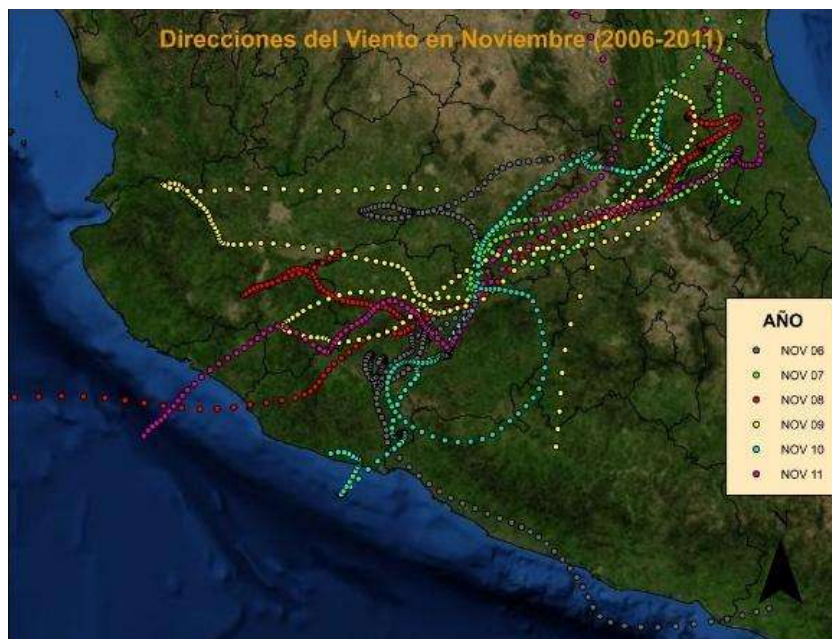 Direcciones del Viento en Noviembre (2006-2011)
AÑO
NOV 06
NOV 07
NOV 08
NOV 09
NOV 10
NOV 11
N